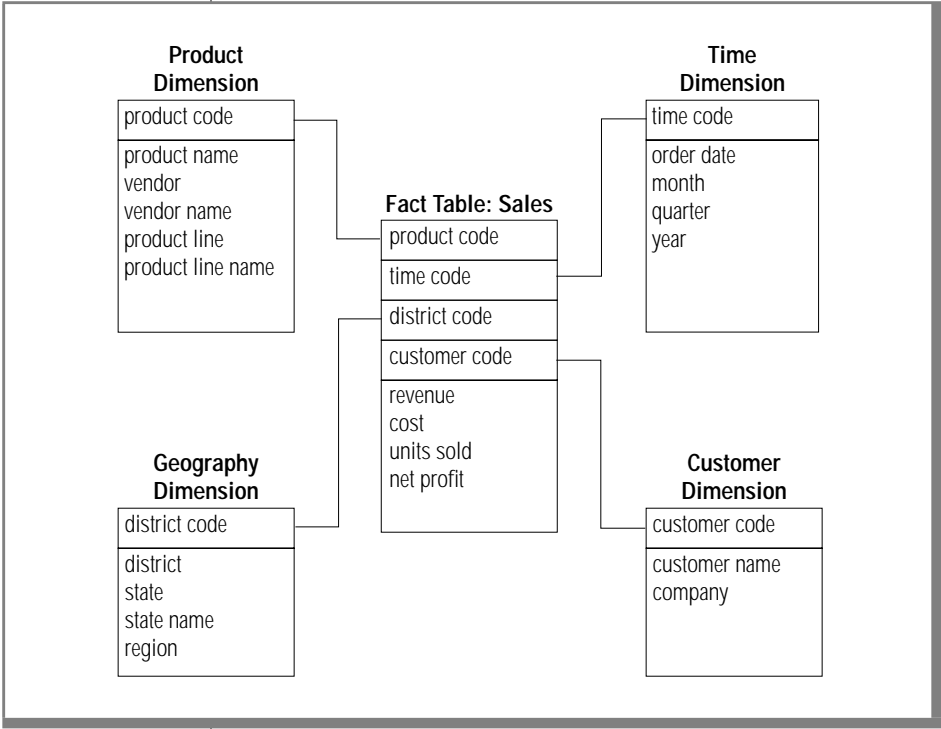 Product
Dimension
product code
product name
vendor
vendor name
product line
product line name
Time
Dimension
time code
order date
month
quarter
year
Fact Table: Sales
product code
time code
district code
customer code
revenue
cost
units sold
net profit
Geography
Dimension
district code
district
state
state name
region
Customer
Dimension
customer code
customer name
company